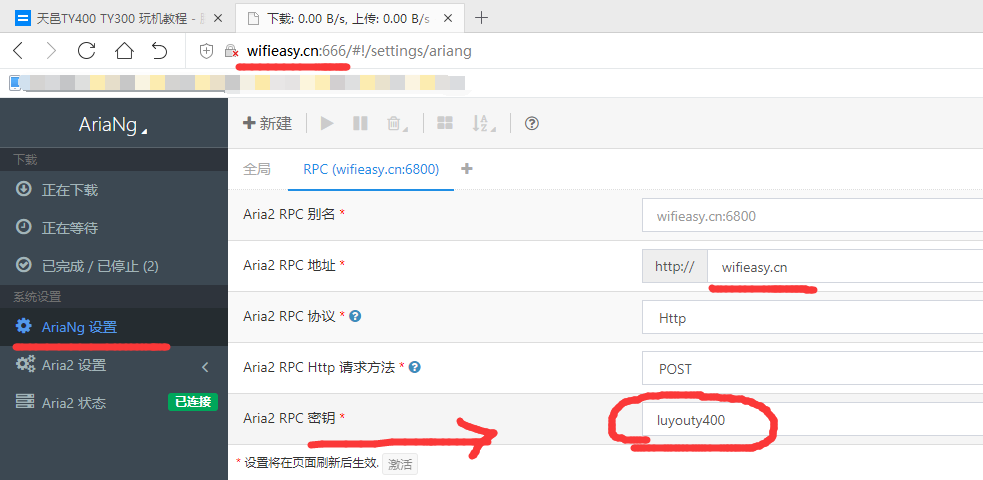 天邑TY400 TY300 玩机教程 -
下载: 0.00 B/s, 上传: 0.00 B/s
wifieasy.cn:666/#!/settings/ariang
AriaNg
新建
下载
全局
RPC (wifieasy.cn:6800)
正在下载
Aria2 RPC 别名 *
wifieasy.cn:6800
正在等待
已完成 / 已停止 (2)
Aria2 RPC 地址 *
http://
wifieasy.cn
系统设置
AriaNg 设置
Aria2 RPC 协议 *
Http
Aria2 设置
Aria2 RPC Http 请求方法 *
POST
Aria2 状态
已连接
Aria2 RPC 密钥 *
luyouty400
* 设置将在页面刷新后生效.
激活